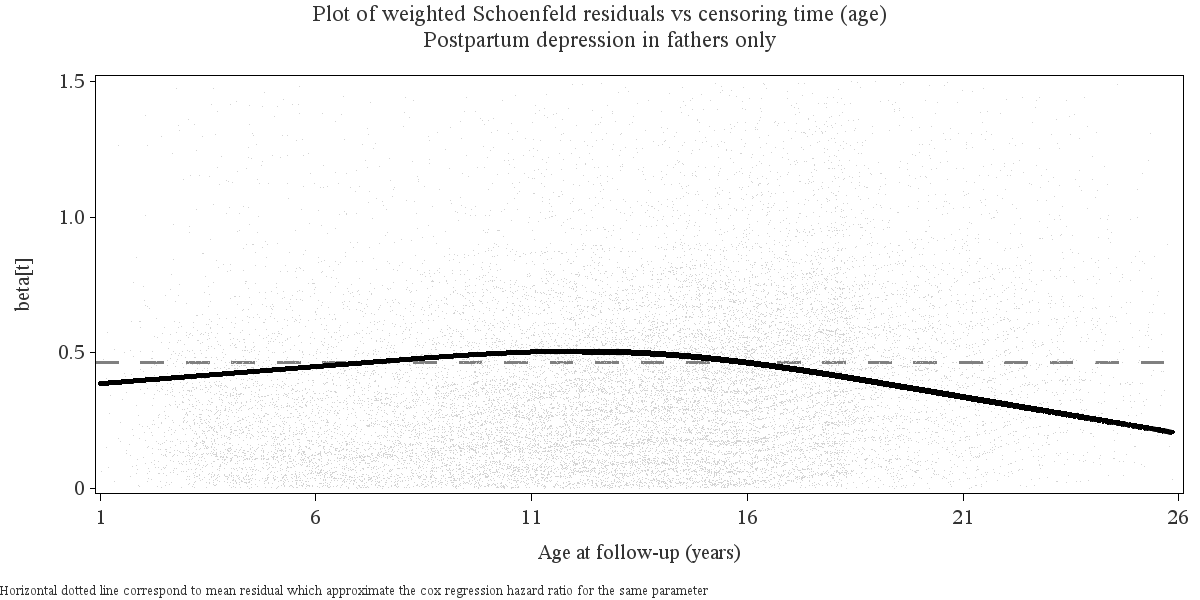 Plot of weighted Schoenfeld residuals vs censoring time (age)
Postpartum depression in fathers only
1.5
1.0
0.5
0
beta[t]
1 6 11 16 21 26
Age at follow-up (years)
Horizontal dotted line correspond to mean residual which approximate the cox regression hazard ratio for the same parameter